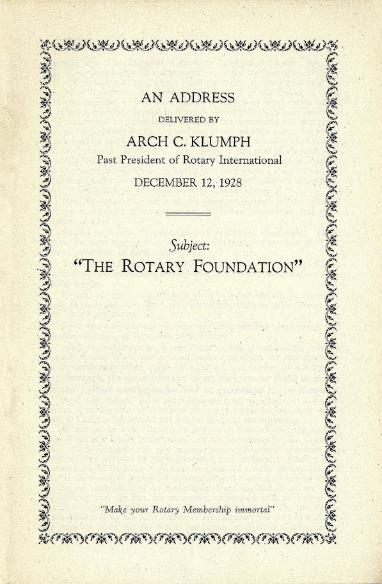 AN ADDRESS
DELIVERED BY
ARCH C. KLUMPH
Past President of Rotary International
DECEMBER 12, 1928
Subject:
“THE ROTARY FOUNDATION”
“Make your Rotary Membership immortal”